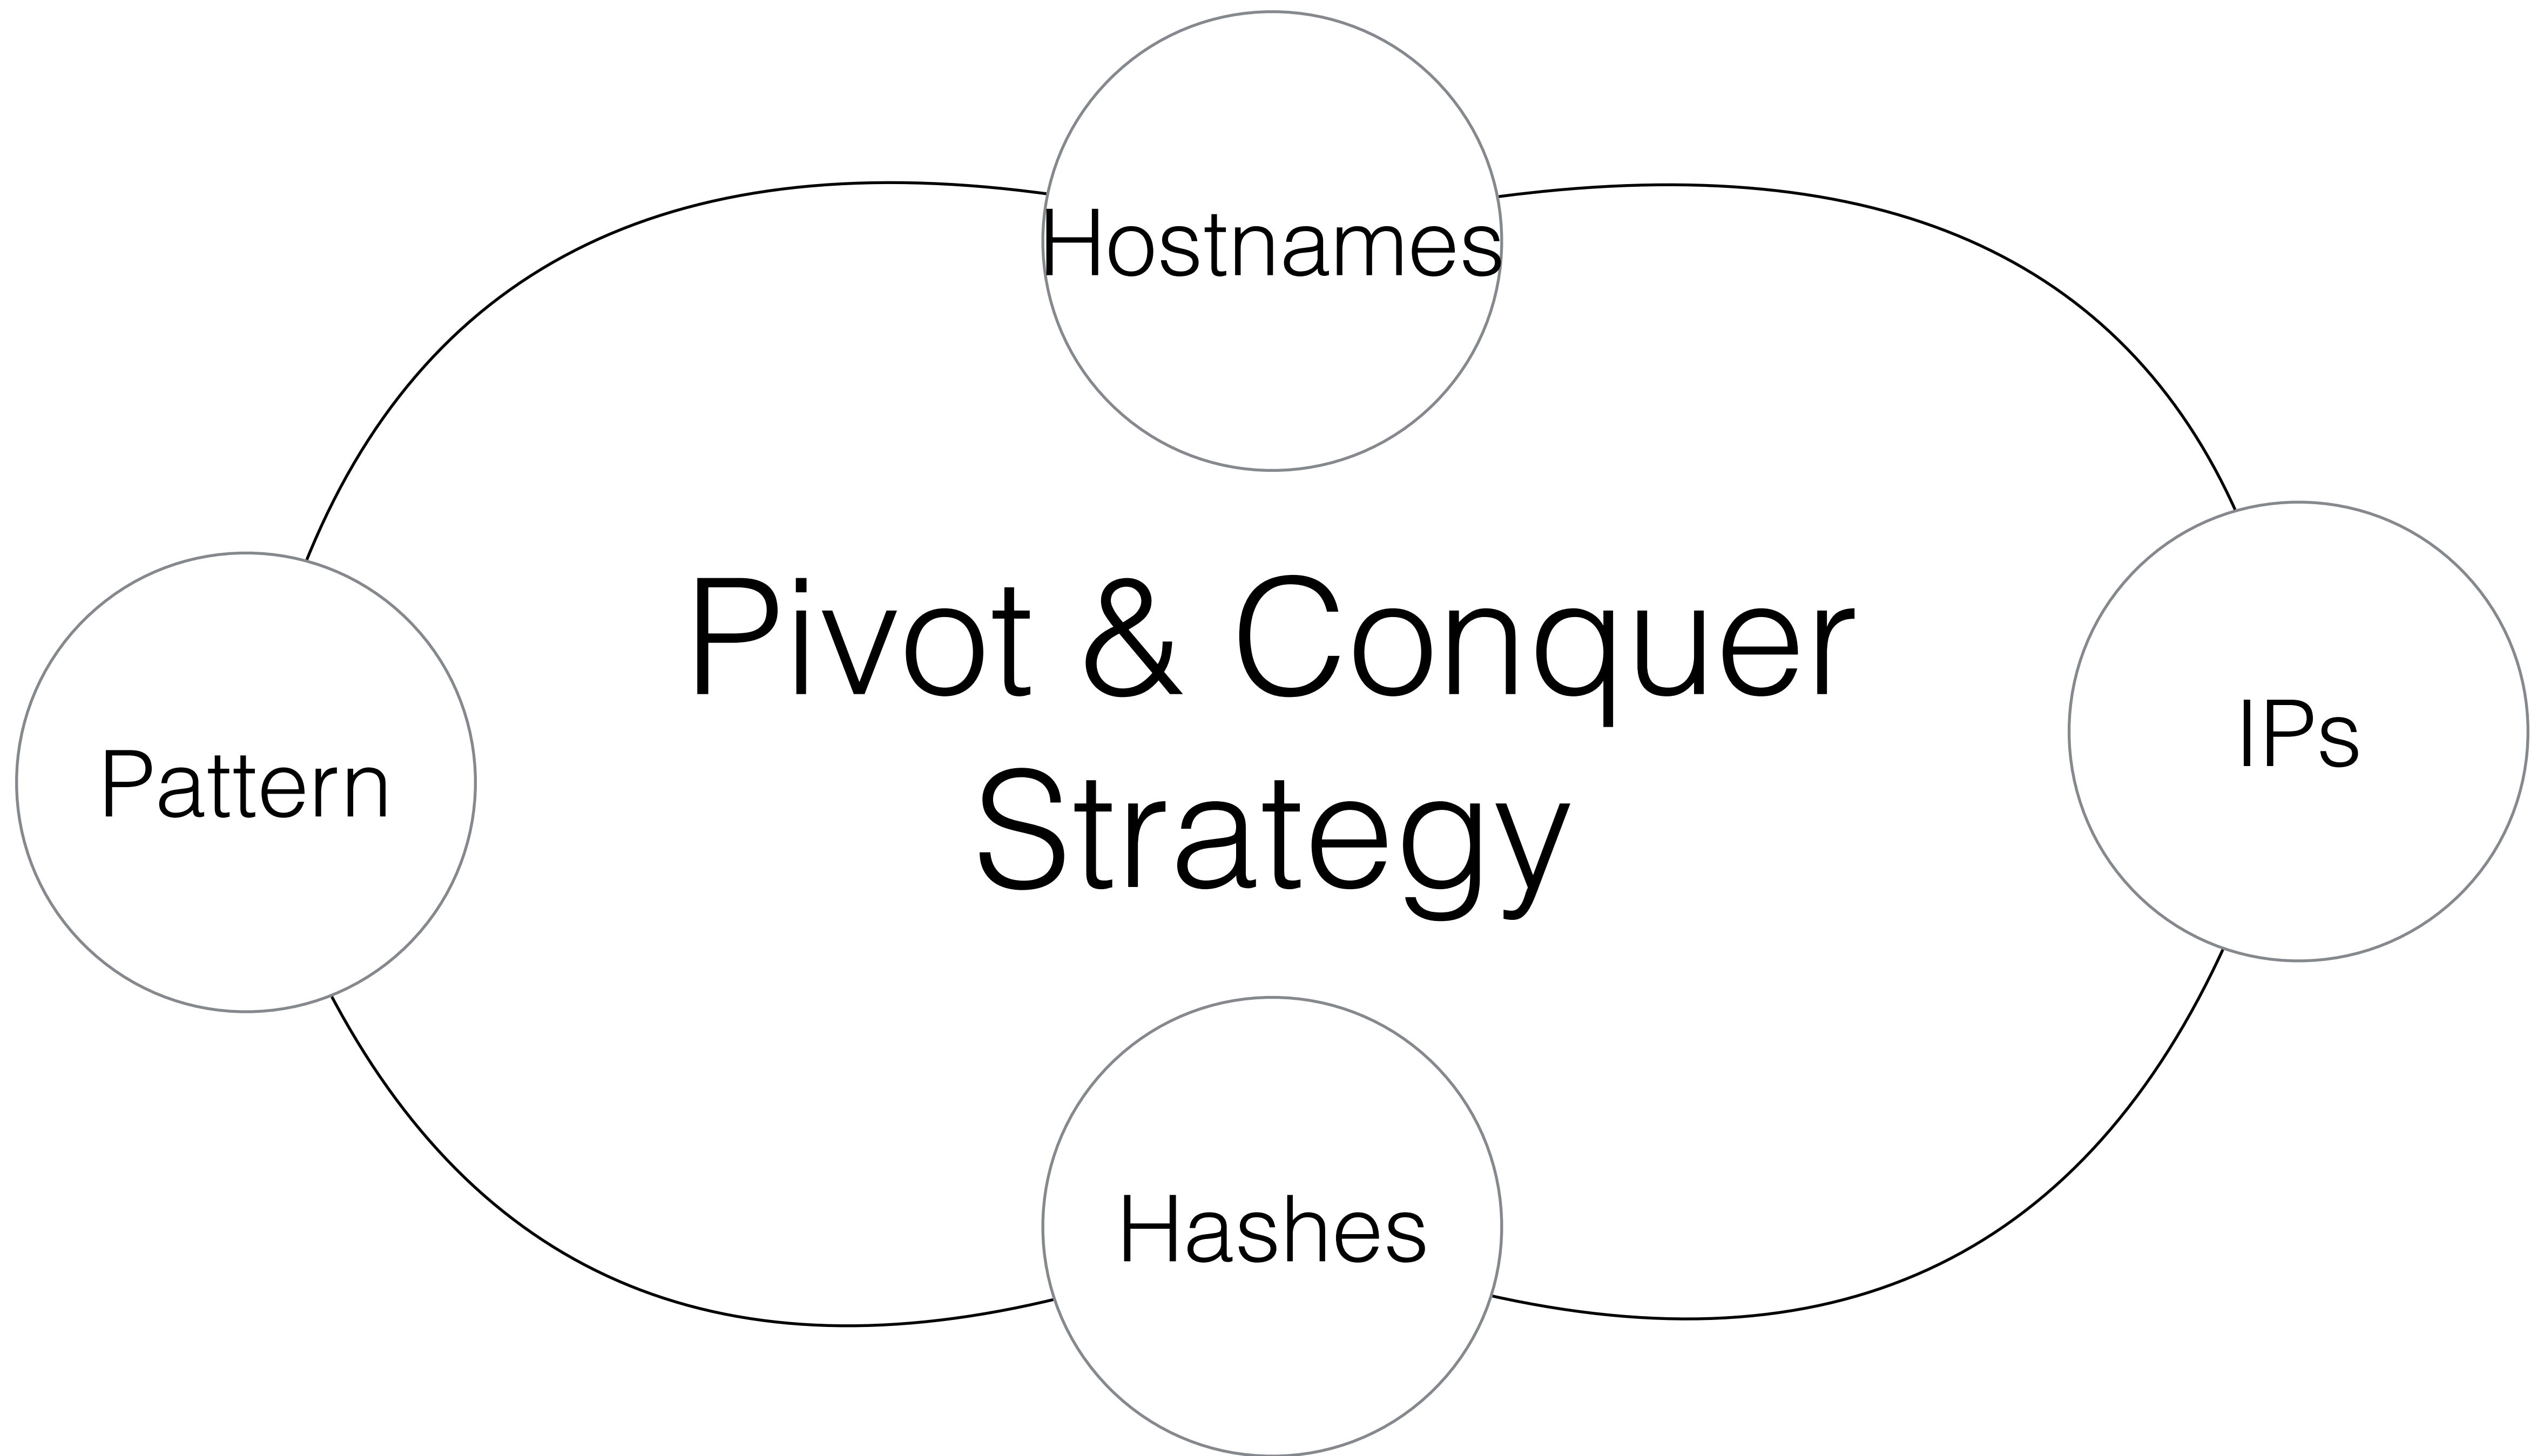 Hostnames
Pivot & Conquer
Strategy
Pattern
IPs
Hashes